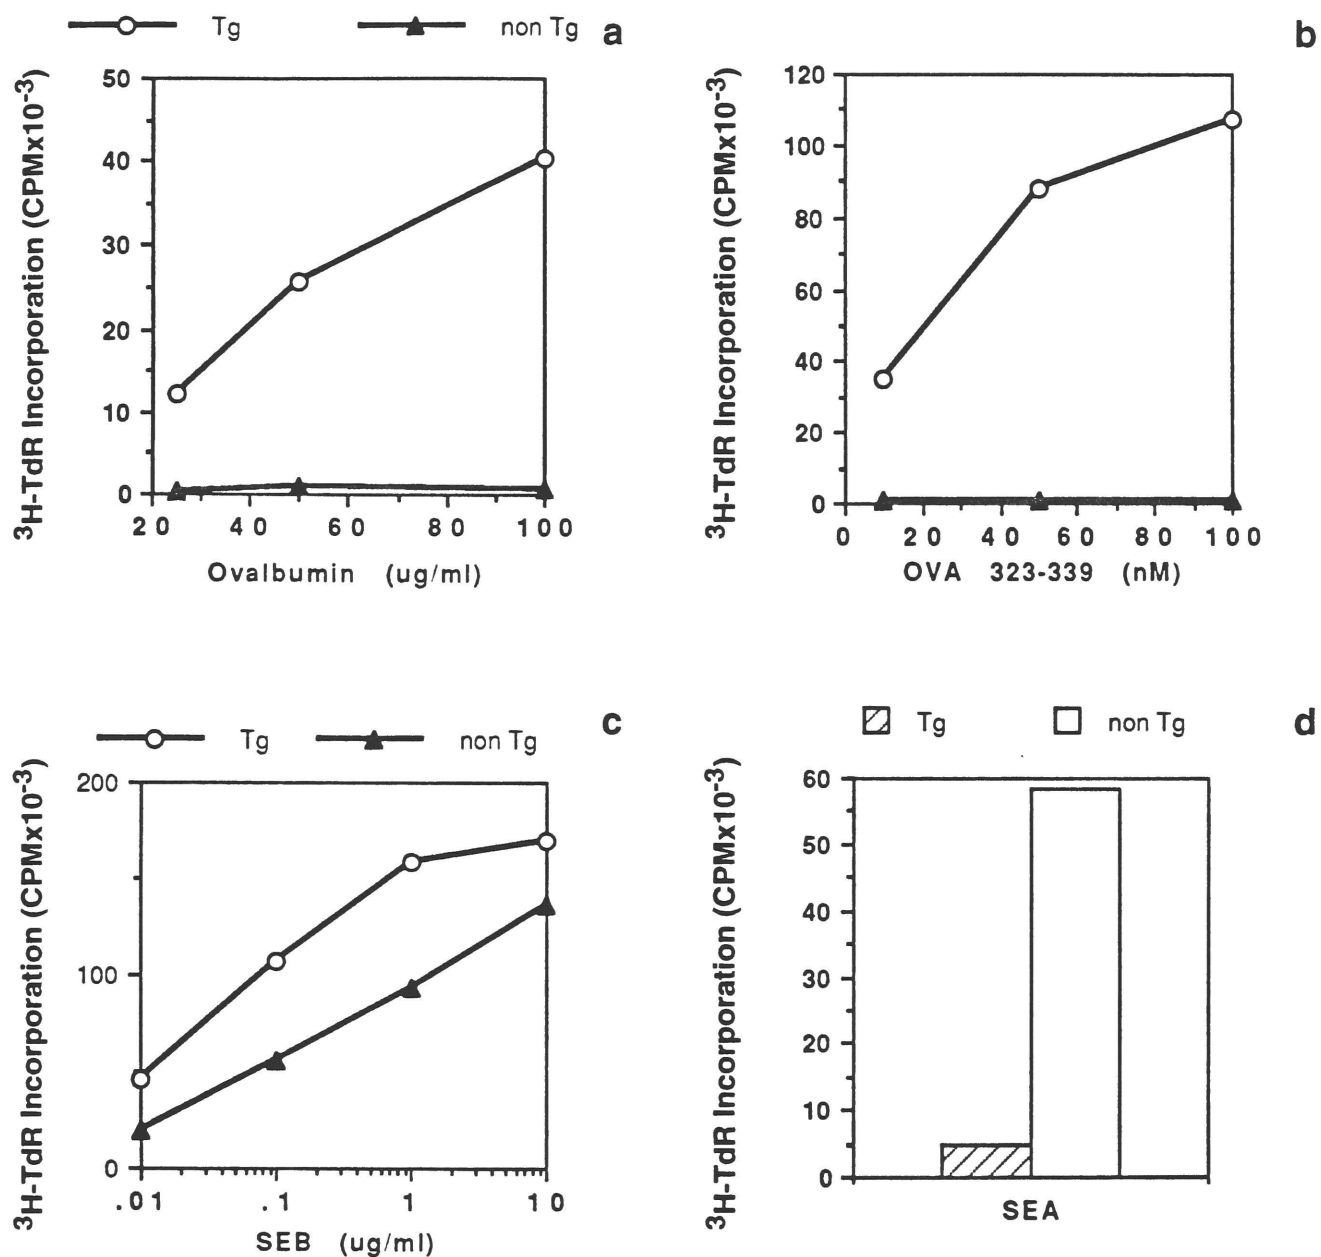 Tg non Tg a
³H-TdR Incorporation (CPMx10⁻³)
50
40
30
20
10
0
20 40 60 80 100
Ovalbumin (ug/ml)
b
³H-TdR Incorporation (CPMx10⁻³)
120
100
80
60
40
20
0
0 20 40 60 80 100
OVA 323-339 (nM)
Tg non Tg c
³H-TdR Incorporation (CPMx10⁻³)
200
100
0
.01 .1 1 10
SEB (ug/ml)
Tg non Tg d
³H-TdR Incorporation (CPMx10⁻³)
60
50
40
30
20
10
0
SEA